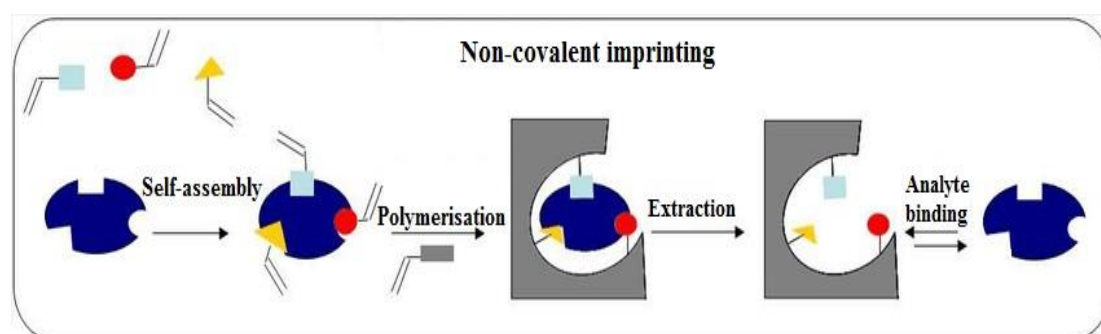 Non-covalent imprinting
Self-assembly
Polymerisation
Extraction
Analyte
binding